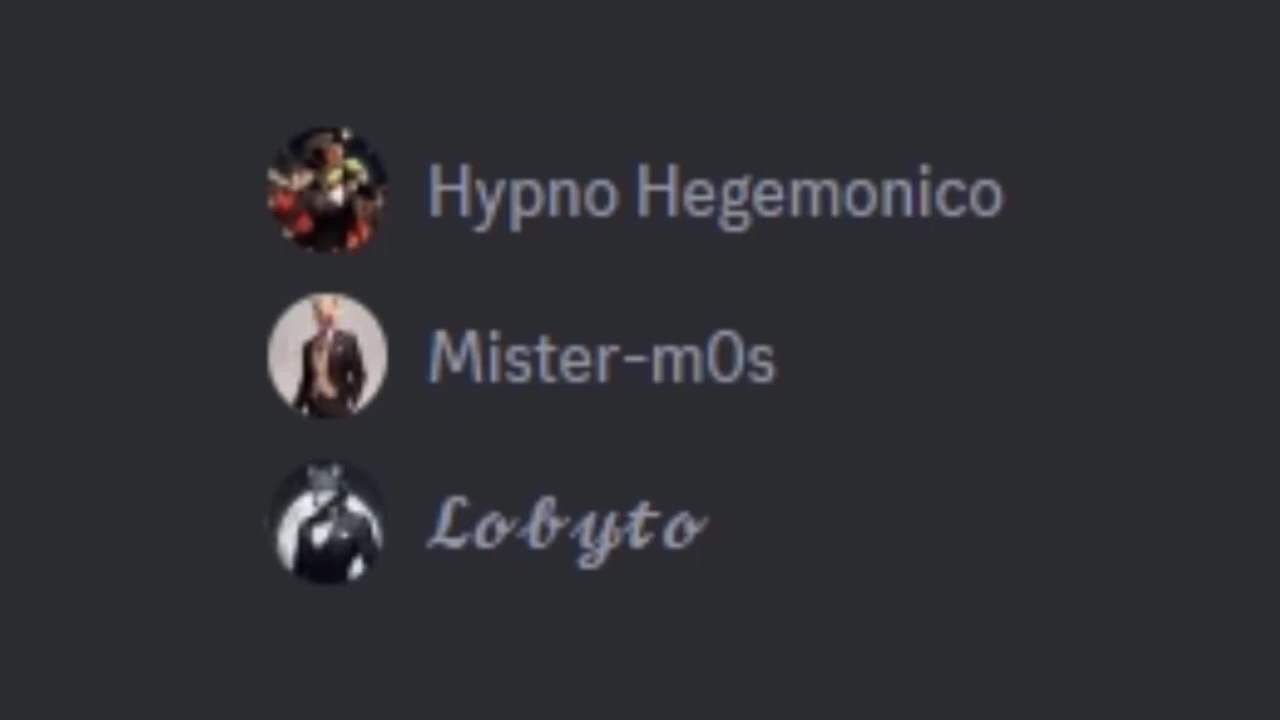 Hypno Hegemonico
Mister-m0s
𝓛𝓸𝓫𝔂𝓽𝓸